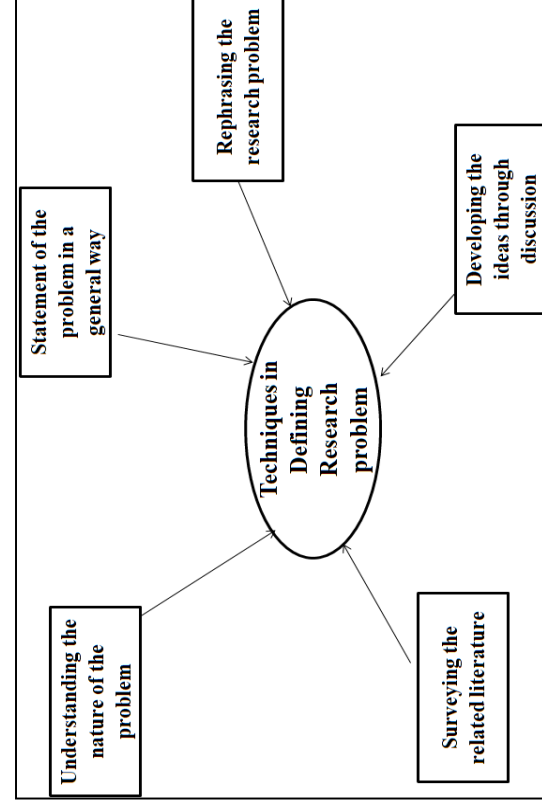 Statement of the
problem in a
general way
Rephrasing the
research problem
Understanding the
nature of the
problem
Techniques in
Defining
Research
problem
Developing the
ideas through
discussion
Surveying the
related literature